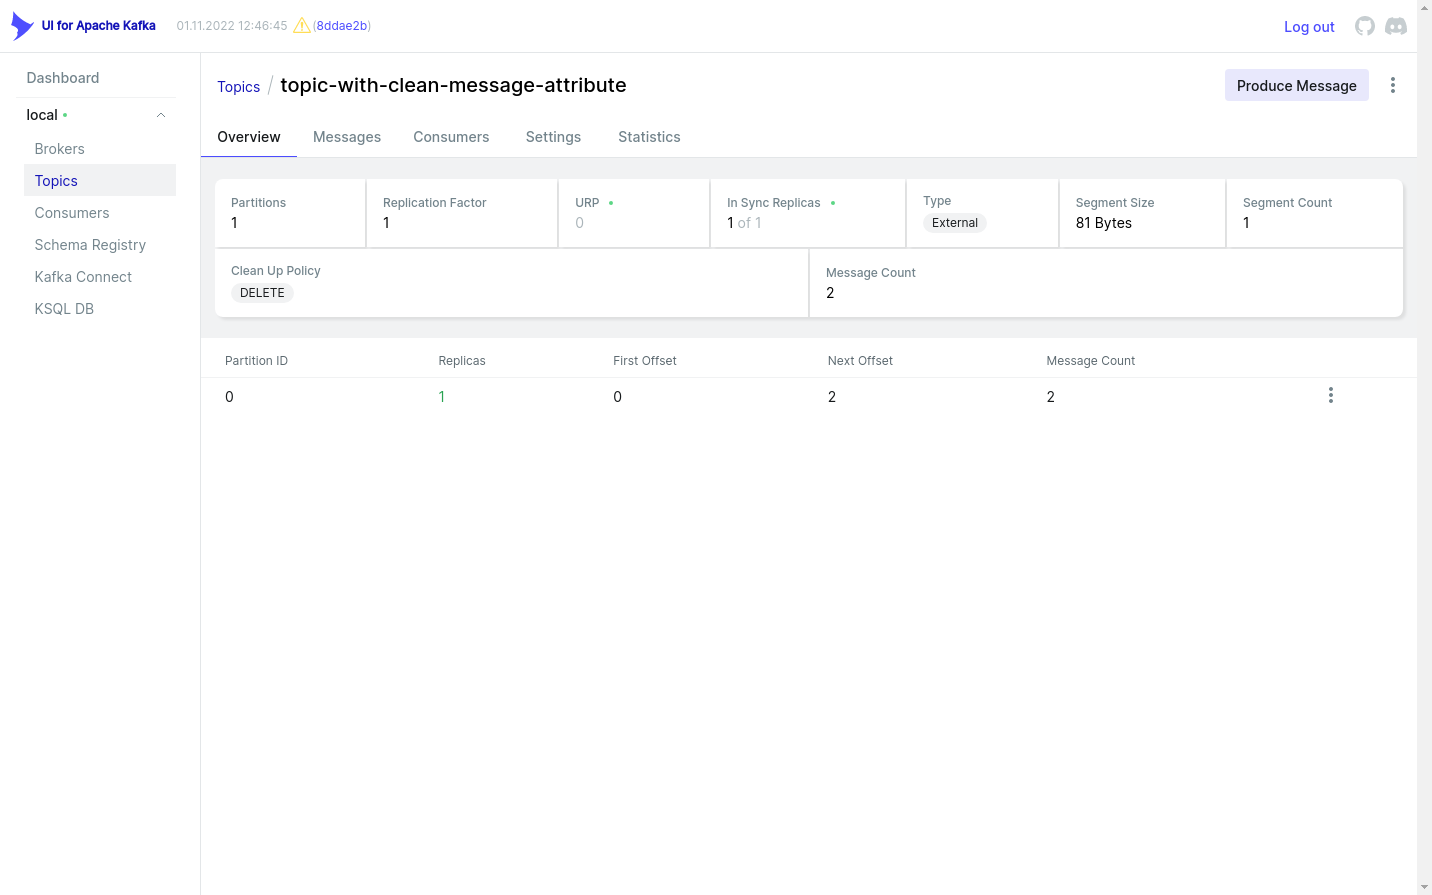 UI for Apache Kafka 01.11.2022 12:46:45 (8ddae2b) Log out
Dashboard
local
Brokers
Topics
Consumers
Schema Registry
Kafka Connect
KSQL DB
Topics / topic-with-clean-message-attribute Produce Message
Overview Messages Consumers Settings Statistics
Partitions Replication Factor URP In Sync Replicas Type Segment Size Segment Count
1 1 0 1 of 1 External 81 Bytes 1
Clean Up Policy Message Count
DELETE 2
Partition ID Replicas First Offset Next Offset Message Count
0 1 0 2 2